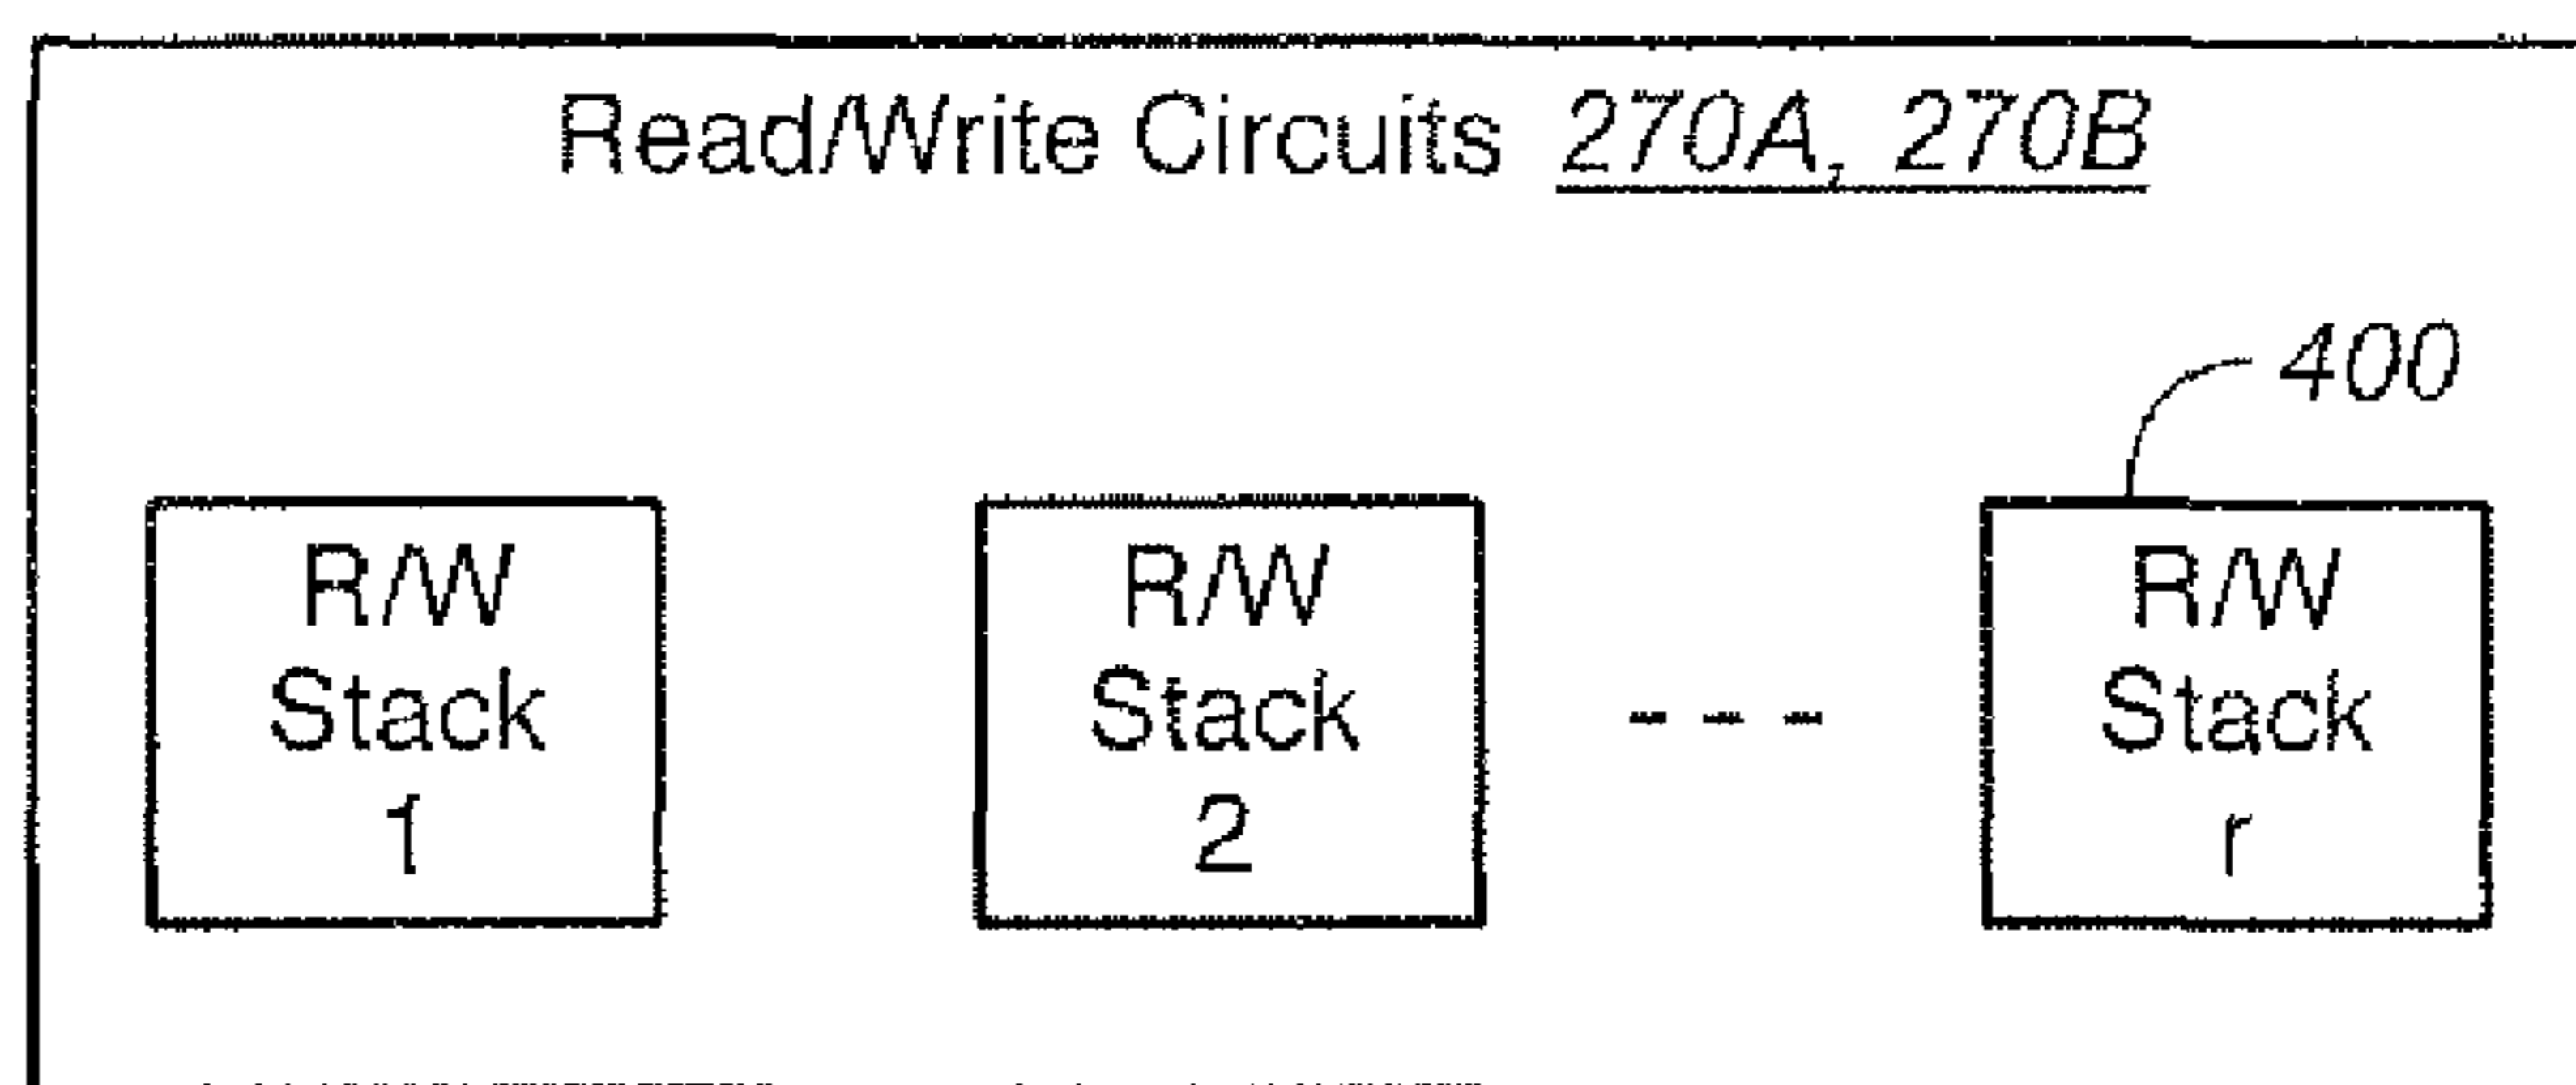 Read/Write Circuits 270A, 270B
400
R/W
Stack
1
R/W
Stack
2
R/W
Stack
r